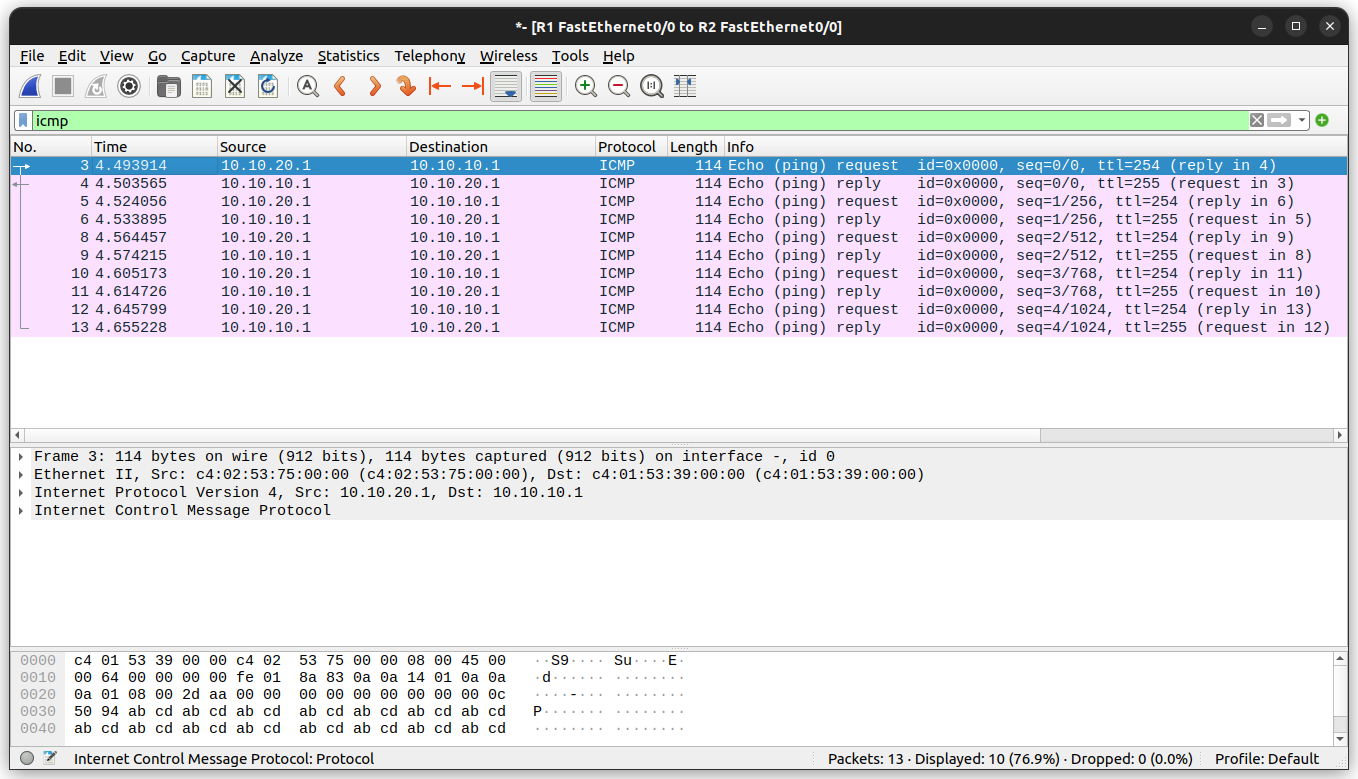 *- [R1 FastEthernet0/0 to R2 FastEthernet0/0]
File Edit View Go Capture Analyze Statistics Telephony Wireless Tools Help
icmp
No. Time Source Destination Protocol Length Info
3 4.493914 10.10.20.1 10.10.10.1 ICMP 114 Echo (ping) request id=0x0000, seq=0/0, ttl=254 (reply in 4)
4 4.503565 10.10.10.1 10.10.20.1 ICMP 114 Echo (ping) reply id=0x0000, seq=0/0, ttl=255 (request in 3)
5 4.524056 10.10.20.1 10.10.10.1 ICMP 114 Echo (ping) request id=0x0000, seq=1/256, ttl=254 (reply in 6)
6 4.533895 10.10.10.1 10.10.20.1 ICMP 114 Echo (ping) reply id=0x0000, seq=1/256, ttl=255 (request in 5)
8 4.564457 10.10.20.1 10.10.10.1 ICMP 114 Echo (ping) request id=0x0000, seq=2/512, ttl=254 (reply in 9)
9 4.574215 10.10.10.1 10.10.20.1 ICMP 114 Echo (ping) reply id=0x0000, seq=2/512, ttl=255 (request in 8)
10 4.605173 10.10.20.1 10.10.10.1 ICMP 114 Echo (ping) request id=0x0000, seq=3/768, ttl=254 (reply in 11)
11 4.614726 10.10.10.1 10.10.20.1 ICMP 114 Echo (ping) reply id=0x0000, seq=3/768, ttl=255 (request in 10)
12 4.645799 10.10.20.1 10.10.10.1 ICMP 114 Echo (ping) request id=0x0000, seq=4/1024, ttl=254 (reply in 13)
13 4.655228 10.10.10.1 10.10.20.1 ICMP 114 Echo (ping) reply id=0x0000, seq=4/1024, ttl=255 (request in 12)
Frame 3: 114 bytes on wire (912 bits), 114 bytes captured (912 bits) on interface -, id 0
Ethernet II, Src: c4:02:53:75:00:00 (c4:02:53:75:00:00), Dst: c4:01:53:39:00:00 (c4:01:53:39:00:00)
Internet Protocol Version 4, Src: 10.10.20.1, Dst: 10.10.10.1
Internet Control Message Protocol
0000 c4 01 53 39 00 00 c4 02 53 75 00 00 08 00 45 00 ··S9···· Su····E·
0010 00 64 00 00 00 00 fe 01 8a 83 0a 0a 14 01 0a 0a ·d······ ········
0020 0a 01 08 00 2d aa 00 00 00 00 00 00 00 00 00 0c ····-··· ········
0030 50 94 ab cd ab cd ab cd ab cd ab cd ab cd ab cd P······· ········
0040 ab cd ab cd ab cd ab cd ab cd ab cd ab cd ab cd ········ ········
Internet Control Message Protocol: Protocol Packets: 13 · Displayed: 10 (76.9%) · Dropped: 0 (0.0%) Profile: Default